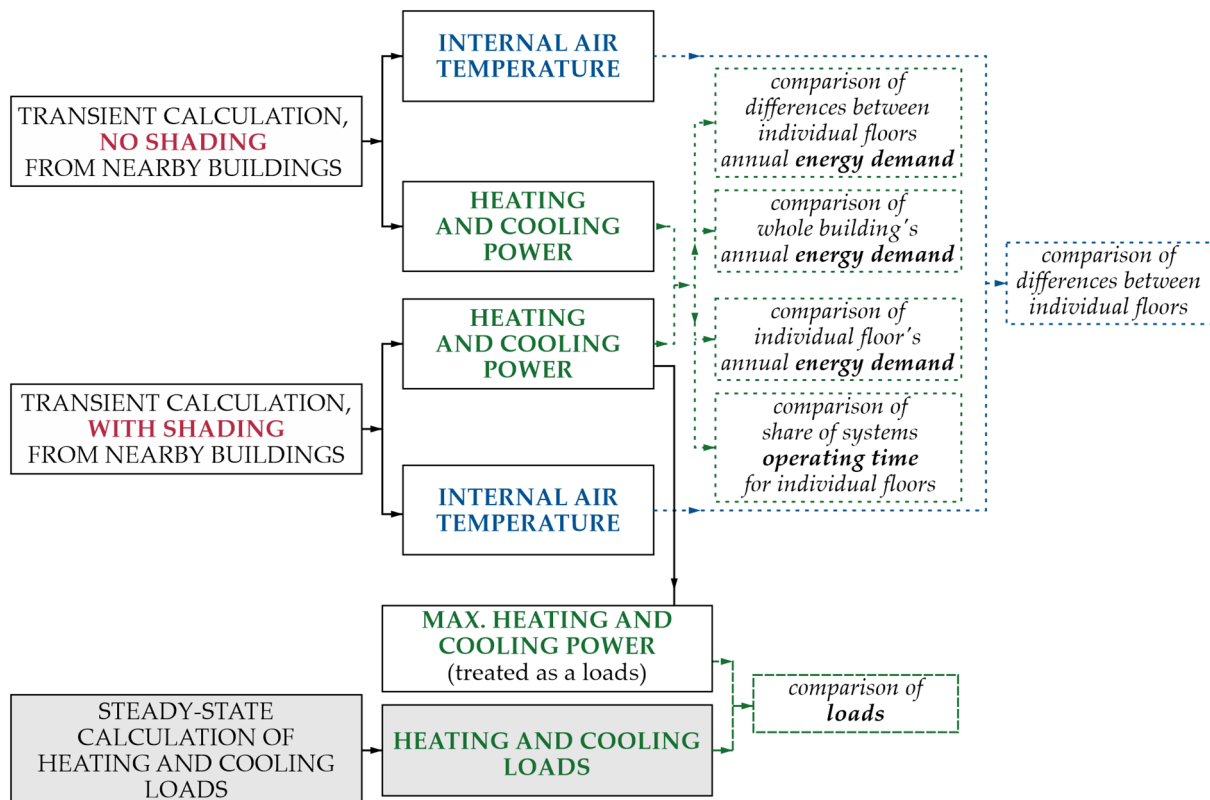 TRANSIENT CALCULATION,
NO SHADING
FROM NEARBY BUILDINGS
INTERNAL AIR
TEMPERATURE
HEATING
AND COOLING
POWER
comparison of
differences between
individual floors
annual energy demand
comparison of
whole building's
annual energy demand
comparison of
differences between
individual floors
TRANSIENT CALCULATION,
WITH SHADING
FROM NEARBY BUILDINGS
HEATING
AND COOLING
POWER
INTERNAL AIR
TEMPERATURE
comparison of
individual floor's
annual energy demand
comparison of
share of systems
operating time
for individual floors
MAX. HEATING AND
COOLING POWER
(treated as a loads)
STEADY-STATE
CALCULATION OF
HEATING AND COOLING
LOADS
HEATING AND COOLING
LOADS
comparison of
loads